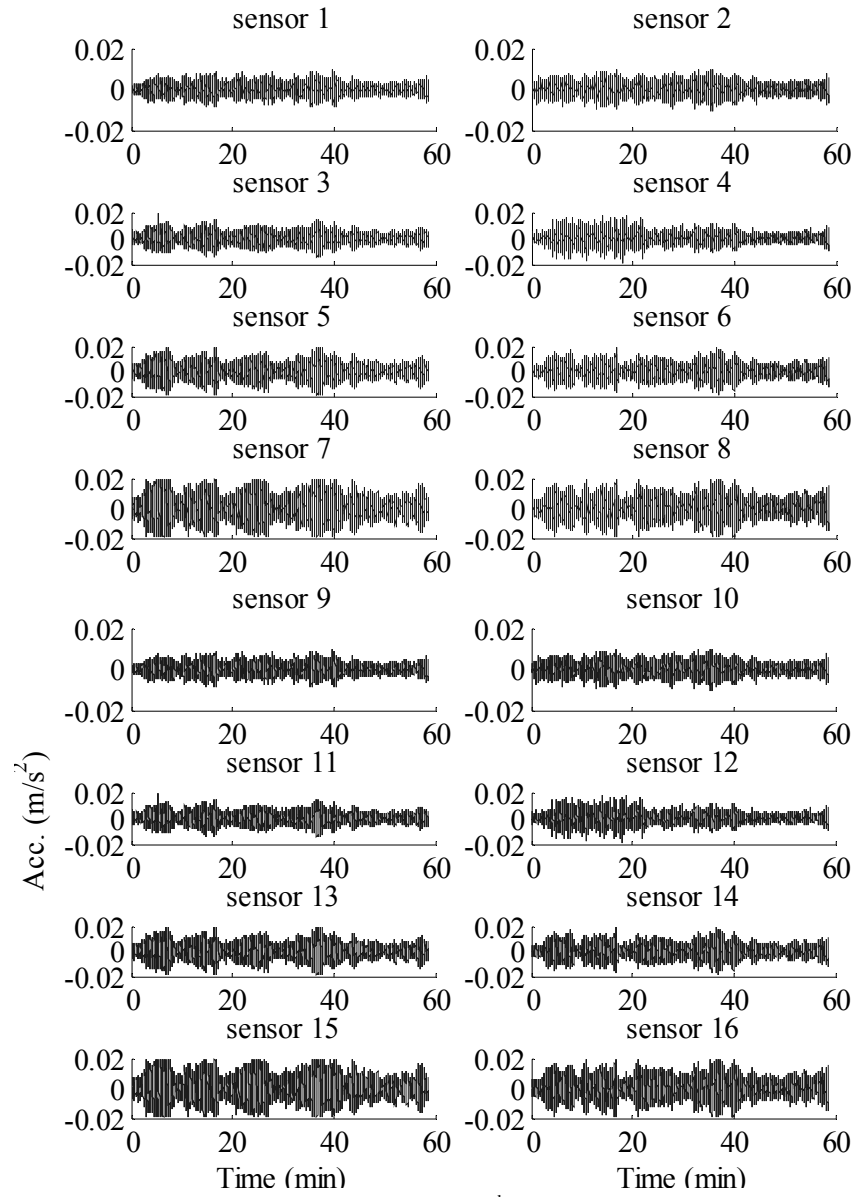 sensor 1 sensor 2
0.02 0.02
0 0
-0.02 -0.02
0 20 40 60 0 20 40 60
sensor 3 sensor 4
0.02 0.02
0 0
-0.02 -0.02
0 20 40 60 0 20 40 60
sensor 5 sensor 6
0.02 0.02
0 0
-0.02 -0.02
0 20 40 60 0 20 40 60
sensor 7 sensor 8
0.02 0.02
0 0
-0.02 -0.02
0 20 40 60 0 20 40 60
sensor 9 sensor 10
0.02 0.02
0 0
-0.02 -0.02
0 20 40 60 0 20 40 60
Acc. (m/s²)
sensor 11 sensor 12
0.02 0.02
0 0
-0.02 -0.02
0 20 40 60 0 20 40 60
sensor 13 sensor 14
0.02 0.02
0 0
-0.02 -0.02
0 20 40 60 0 20 40 60
sensor 15 sensor 16
0.02 0.02
0 0
-0.02 -0.02
0 20 40 60 0 20 40 60
Time (min) Time (min)